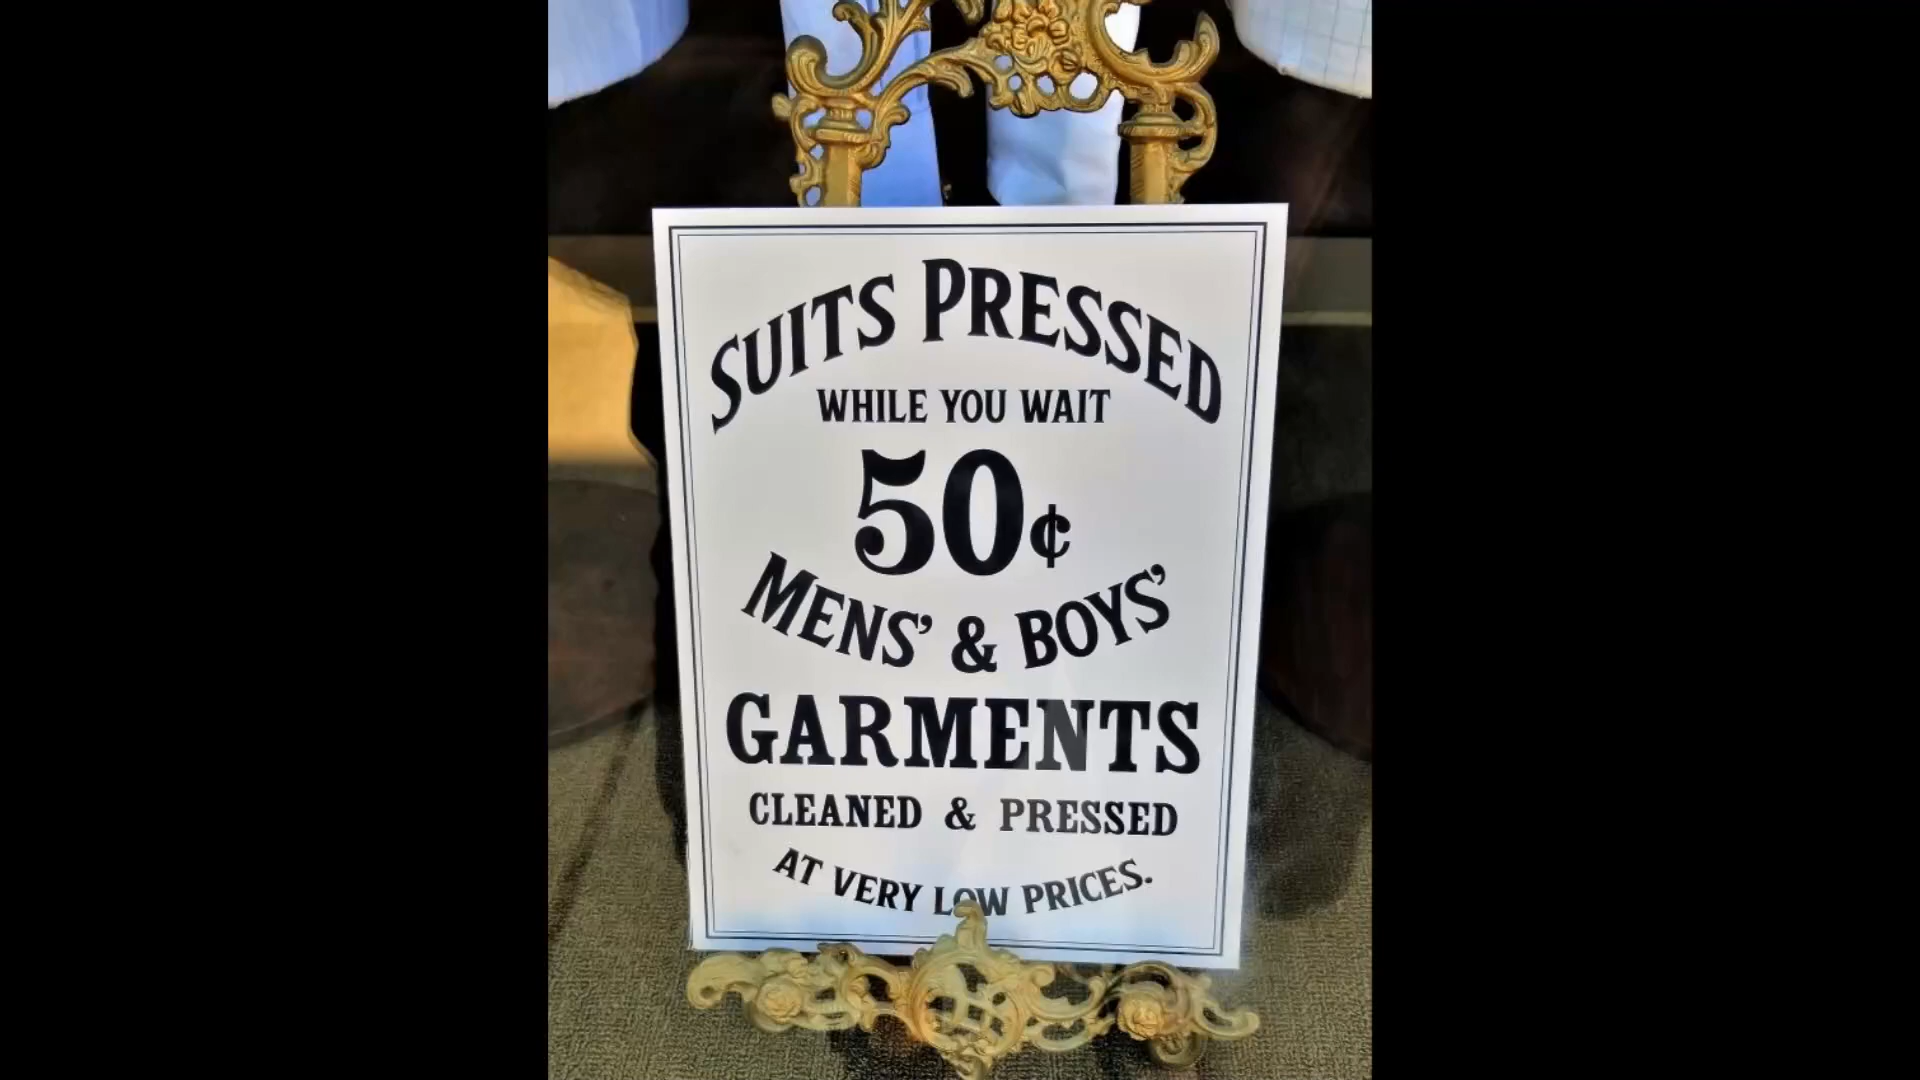 SUITS PRESSED
WHILE YOU WAIT
50¢
MENS' & BOYS'
GARMENTS
CLEANED & PRESSED
AT VERY LOW PRICES.